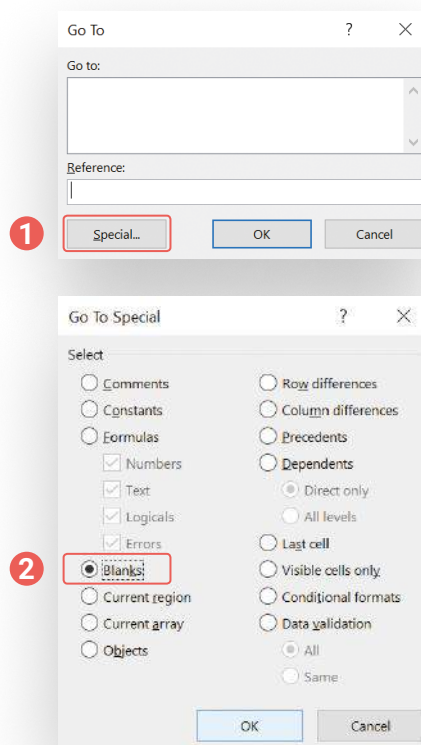 Go To ? ×
Go to:
Reference:
1 Special... OK Cancel
Go To Special ? ×
Select
Comments Row differences
Constants Column differences
Formulas Precedents
Numbers Dependents
Text Direct only
Logicals All levels
Errors Last cell
2 Blanks Visible cells only
Current region Conditional formats
Current array Data validation
Objects All
Same
OK Cancel